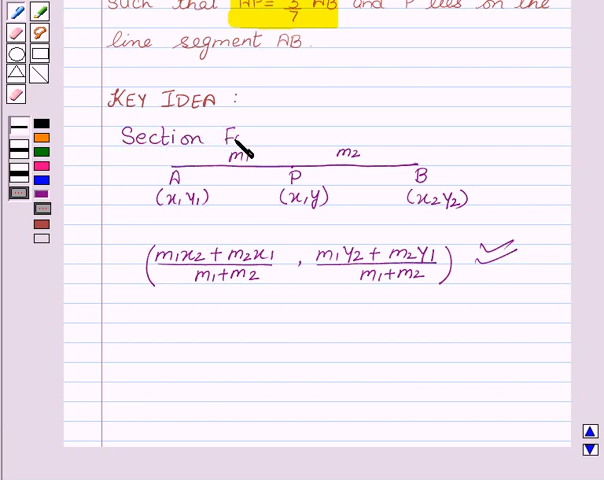 such that AP= 3/7 AB and P lies on the
line segment AB.
KEY IDEA :
Section Fo
m1 m2
A P B
(x1 y1) (x,y) (x2 y2)
(m1x2 + m2x1 / m1+m2 , m1y2 + m2y1 / m1+m2)